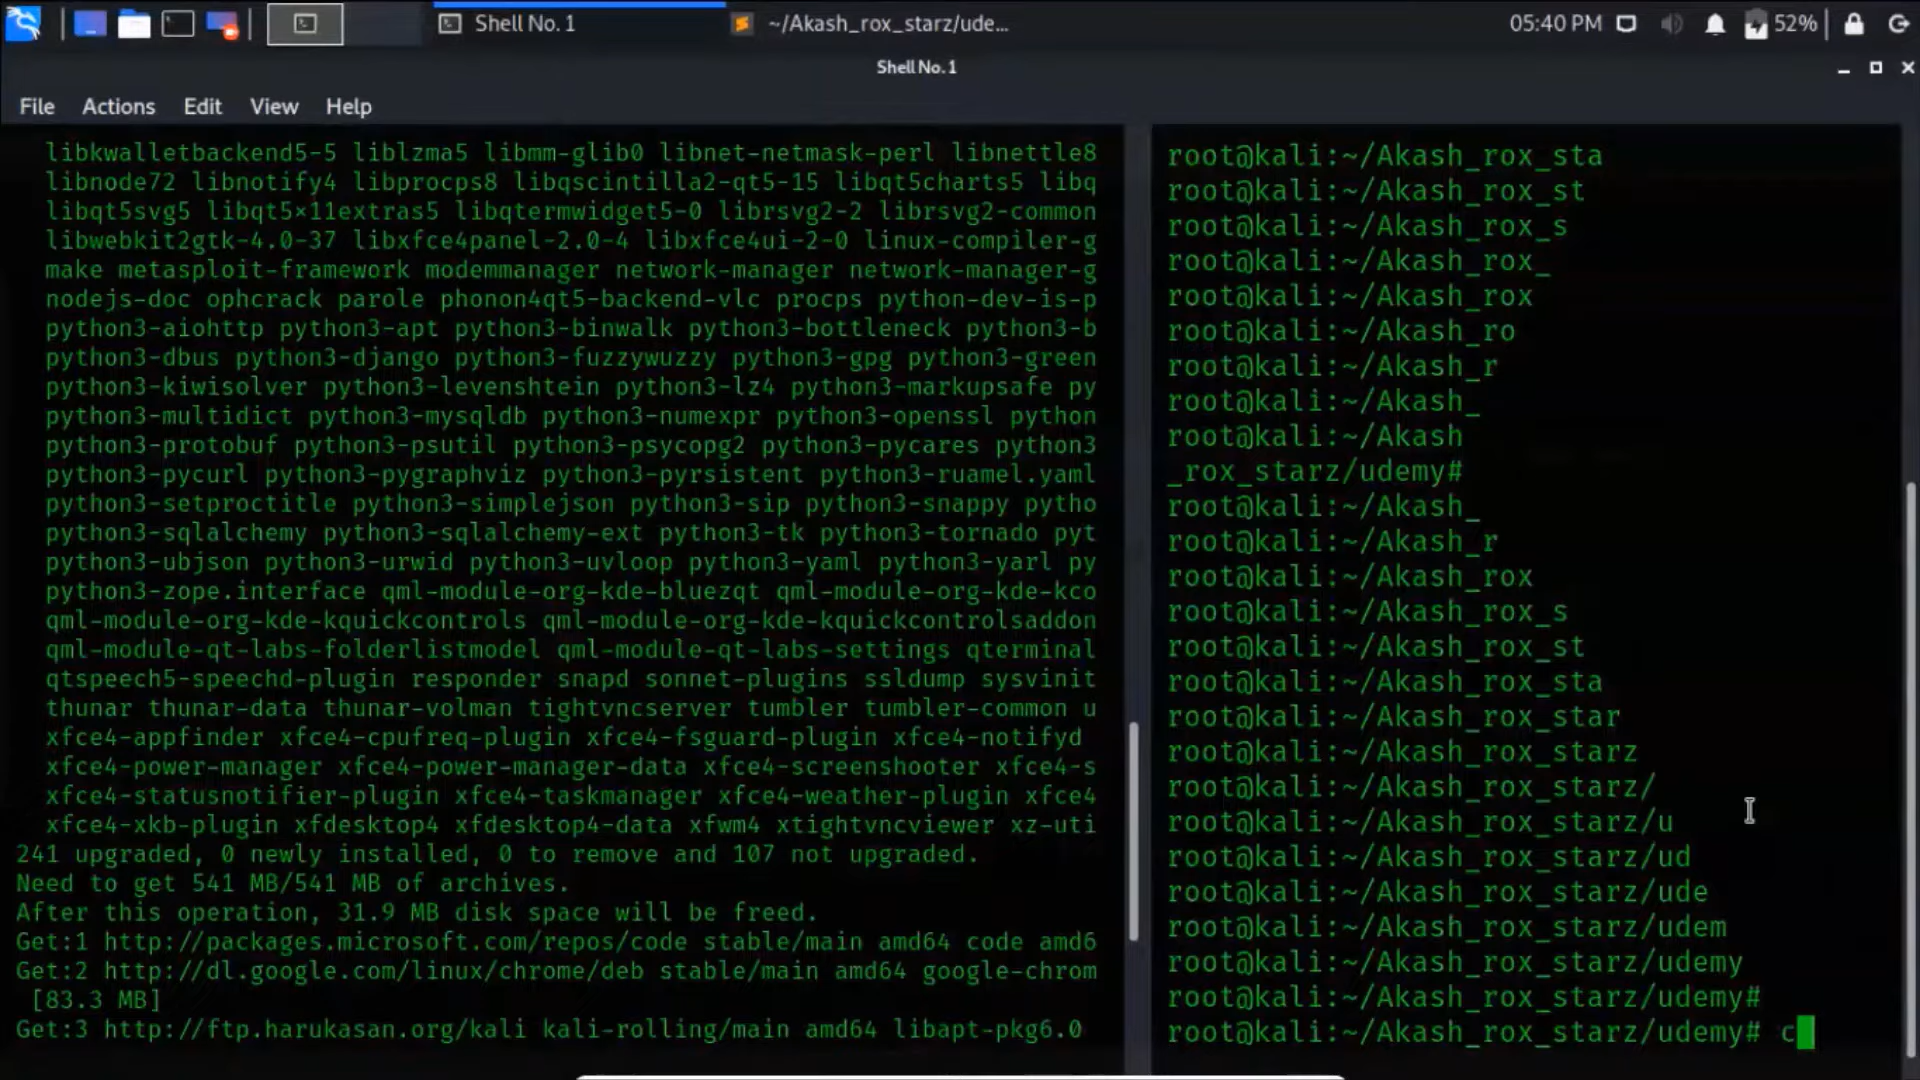 Shell No. 1
~/Akash_rox_starz/ude...
05:40 PM
52%
Shell No. 1
File Actions Edit View Help
libkwalletbackend5-5 liblzma5 libmm-glib0 libnet-netmask-perl libnettle8
libnode72 libnotify4 libprocps8 libqscintilla2-qt5-15 libqt5charts5 libq
libqt5svg5 libqt5×11extras5 libqtermwidget5-0 librsvg2-2 librsvg2-common
libwebkit2gtk-4.0-37 libxfce4panel-2.0-4 libxfce4ui-2-0 linux-compiler-g
make metasploit-framework modemmanager network-manager network-manager-g
nodejs-doc ophcrack parole phonon4qt5-backend-vlc procps python-dev-is-p
python3-aiohttp python3-apt python3-binwalk python3-bottleneck python3-b
python3-dbus python3-django python3-fuzzywuzzy python3-gpg python3-green
python3-kiwisolver python3-levenshtein python3-lz4 python3-markupsafe py
python3-multidict python3-mysqldb python3-numexpr python3-openssl python
python3-protobuf python3-psutil python3-psycopg2 python3-pycares python3
python3-pycurl python3-pygraphviz python3-pyrsistent python3-ruamel.yaml
python3-setproctitle python3-simplejson python3-sip python3-snappy pytho
python3-sqlalchemy python3-sqlalchemy-ext python3-tk python3-tornado pyt
python3-ubjson python3-urwid python3-uvloop python3-yaml python3-yarl py
python3-zope.interface qml-module-org-kde-bluezqt qml-module-org-kde-kco
qml-module-org-kde-kquickcontrols qml-module-org-kde-kquickcontrolsaddon
qml-module-qt-labs-folderlistmodel qml-module-qt-labs-settings qterminal
qtspeech5-speechd-plugin responder snapd sonnet-plugins ssldump sysvinit
thunar thunar-data thunar-volman tightvncserver tumbler tumbler-common u
xfce4-appfinder xfce4-cpufreq-plugin xfce4-fsguard-plugin xfce4-notifyd
xfce4-power-manager xfce4-power-manager-data xfce4-screenshooter xfce4-s
xfce4-statusnotifier-plugin xfce4-taskmanager xfce4-weather-plugin xfce4
xfce4-xkb-plugin xfdesktop4 xfdesktop4-data xfwm4 xtightvncviewer xz-uti
241 upgraded, 0 newly installed, 0 to remove and 107 not upgraded.
Need to get 541 MB/541 MB of archives.
After this operation, 31.9 MB disk space will be freed.
Get:1 http://packages.microsoft.com/repos/code stable/main amd64 code amd6
Get:2 http://dl.google.com/linux/chrome/deb stable/main amd64 google-chrom
[83.3 MB]
Get:3 http://ftp.harukasan.org/kali kali-rolling/main amd64 libapt-pkg6.0
root@kali:~/Akash_rox_sta
root@kali:~/Akash_rox_st
root@kali:~/Akash_rox_s
root@kali:~/Akash_rox_
root@kali:~/Akash_rox
root@kali:~/Akash_ro
root@kali:~/Akash_r
root@kali:~/Akash_
root@kali:~/Akash
_rox_starz/udemy#
root@kali:~/Akash_
root@kali:~/Akash_r
root@kali:~/Akash_rox
root@kali:~/Akash_rox_s
root@kali:~/Akash_rox_st
root@kali:~/Akash_rox_sta
root@kali:~/Akash_rox_star
root@kali:~/Akash_rox_starz
root@kali:~/Akash_rox_starz/
root@kali:~/Akash_rox_starz/u
root@kali:~/Akash_rox_starz/ud
root@kali:~/Akash_rox_starz/ude
root@kali:~/Akash_rox_starz/udem
root@kali:~/Akash_rox_starz/udemy
root@kali:~/Akash_rox_starz/udemy#
root@kali:~/Akash_rox_starz/udemy# c